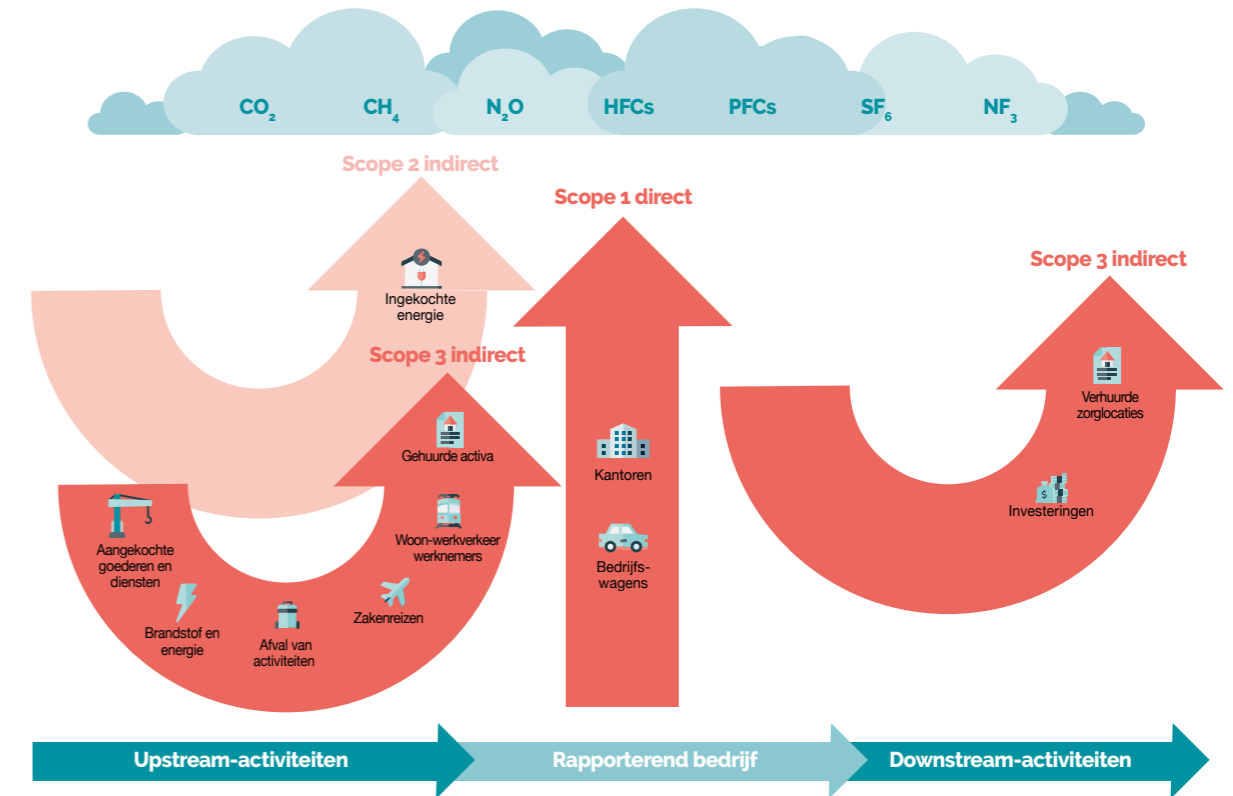 CO₂ CH₄ N₂O HFCs PFCs SF₆ NF₃
Scope 2 indirect
Ingekochte
energie
Scope 3 indirect
Gehuurde activa
Woon-werkverkeer
werknemers
Zakenreizen
Afval van
activiteiten
Brandstof en
energie
Aangekochte
goederen en
diensten
Scope 1 direct
Kantoren
Bedrijfs-
wagens
Scope 3 indirect
Verhuurde
zorglocaties
$
Investeringen
Upstream-activiteiten
Rapporterend bedrijf
Downstream-activiteiten